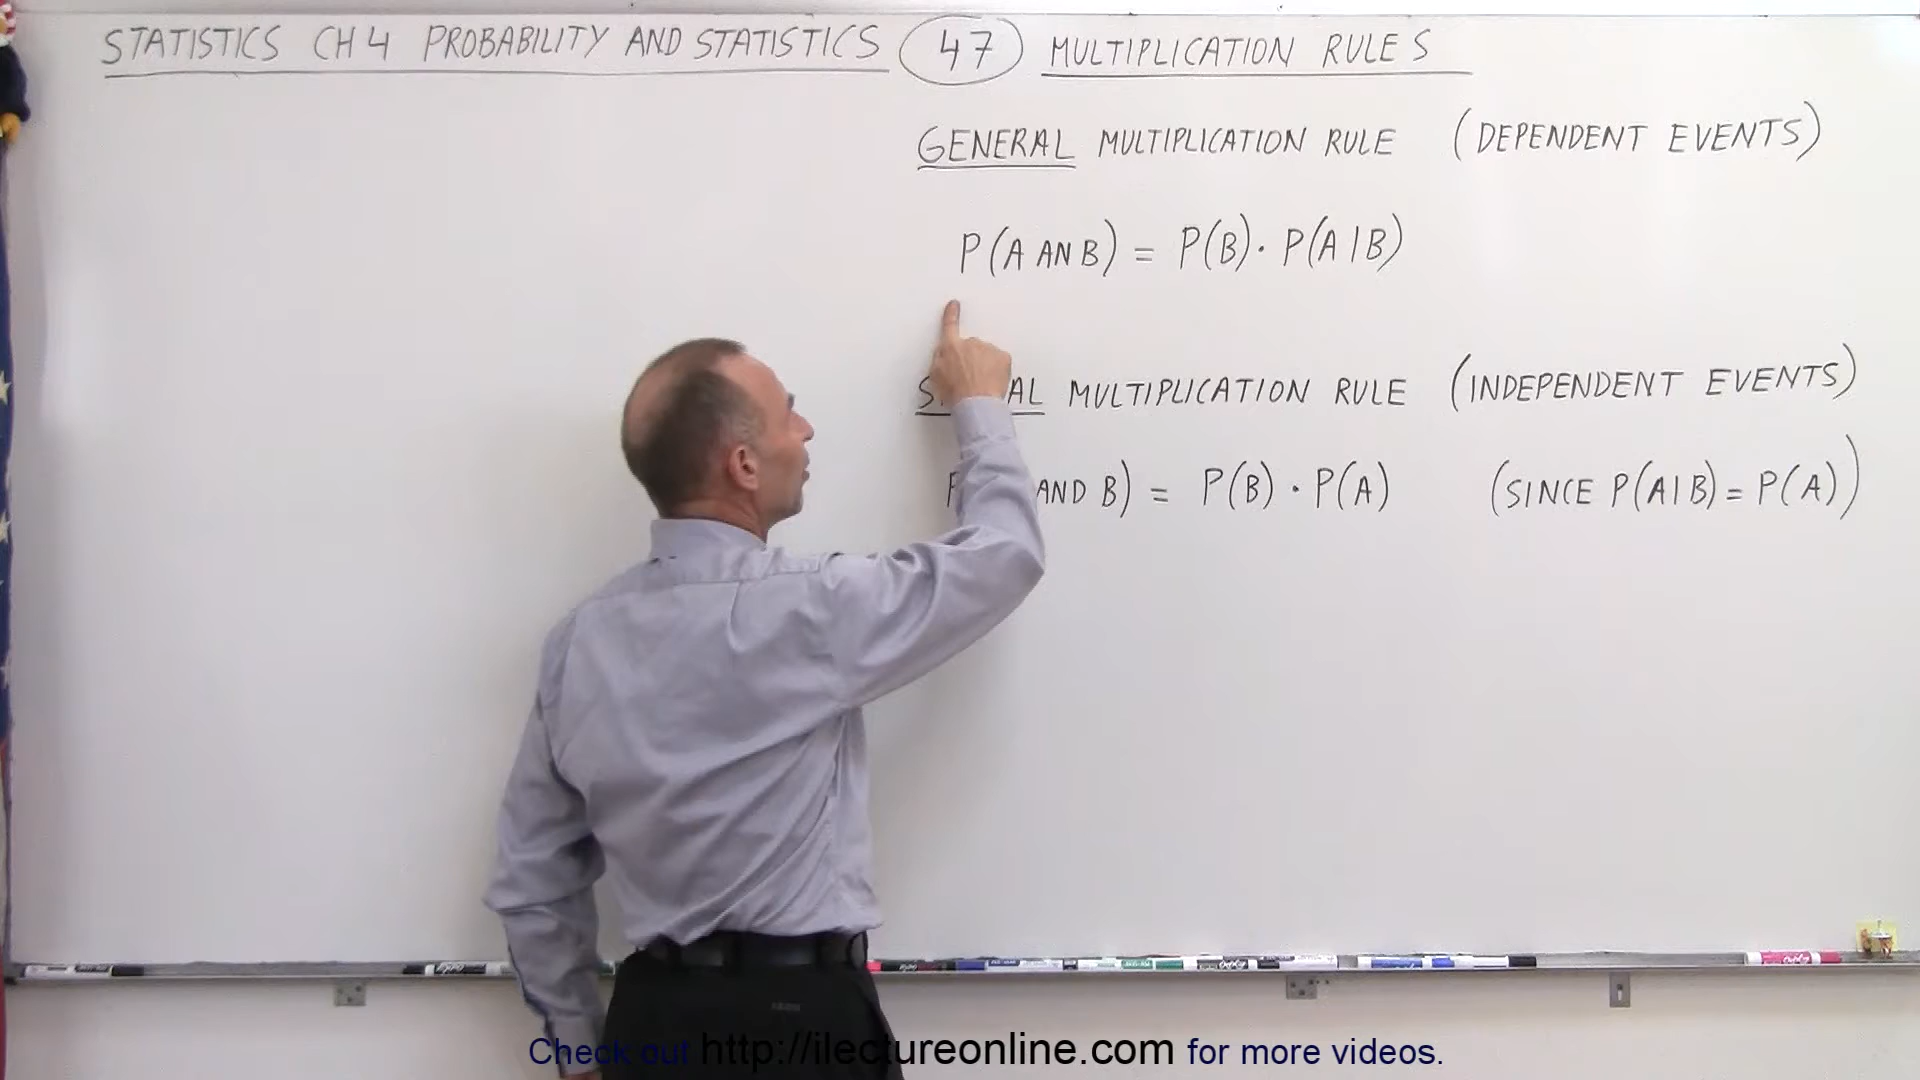 STATISTICS CH 4 PROBABILITY AND STATISTICS 47 MULTIPLICATION RULES
GENERAL MULTIPLICATION RULE (DEPENDENT EVENTS)
P(A AN B) = P(B) · P(A|B)
MULTIPLICATION RULE (INDEPENDENT EVENTS)
AND B) = P(B) · P(A) (SINCE P(A|B) = P(A))
Check out http://ilectureonline.com for more videos.